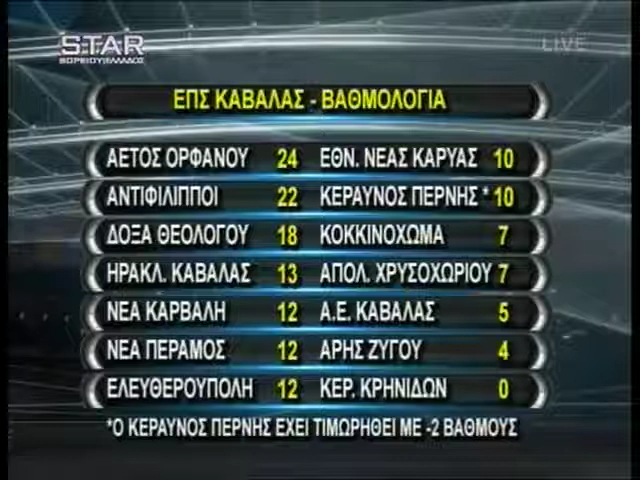 STAR
ΒΟΡΕΙΟΥ ΕΛΛΑΔΟΣ
LIVE
ΕΠΣ ΚΑΒΑΛΑΣ - ΒΑΘΜΟΛΟΓΙΑ
ΑΕΤΟΣ ΟΡΦΑΝΟΥ 24 ΕΘΝ. ΝΕΑΣ ΚΑΡΥΑΣ 10
ΑΝΤΙΦΙΛΙΠΠΟΙ 22 ΚΕΡΑΥΝΟΣ ΠΕΡΝΗΣ * 10
ΔΟΞΑ ΘΕΟΛΟΓΟΥ 18 ΚΟΚΚΙΝΟΧΩΜΑ 7
ΗΡΑΚΛ. ΚΑΒΑΛΑΣ 13 ΑΠΟΛ. ΧΡΥΣΟΧΩΡΙΟΥ 7
ΝΕΑ ΚΑΡΒΑΛΗ 12 Α.Ε. ΚΑΒΑΛΑΣ 5
ΝΕΑ ΠΕΡΑΜΟΣ 12 ΑΡΗΣ ΖΥΓΟΥ 4
ΕΛΕΥΘΕΡΟΥΠΟΛΗ 12 ΚΕΡ. ΚΡΗΝΙΔΩΝ 0
*Ο ΚΕΡΑΥΝΟΣ ΠΕΡΝΗΣ ΕΧΕΙ ΤΙΜΩΡΗΘΕΙ ΜΕ -2 ΒΑΘΜΟΥΣ